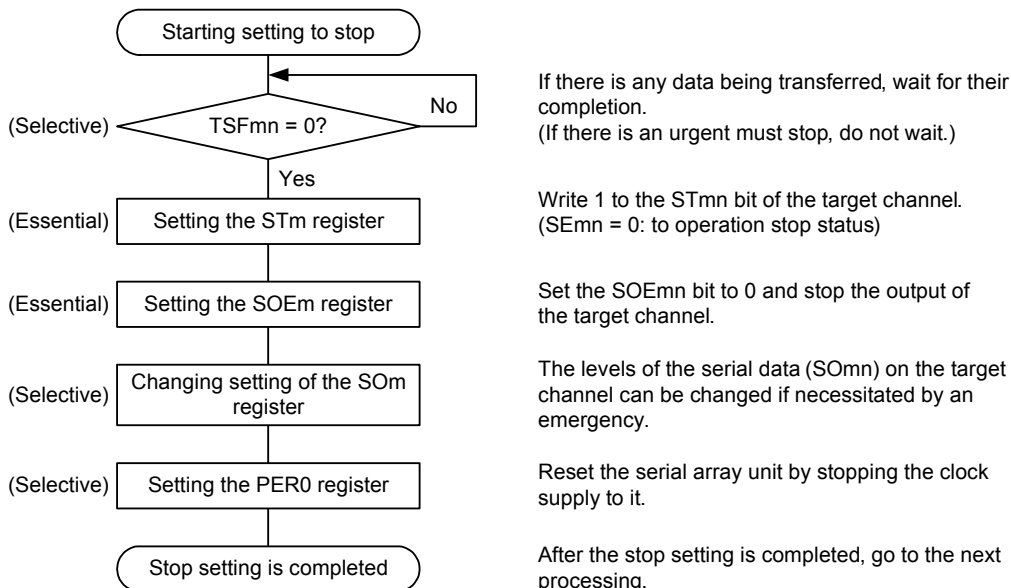 Starting setting to stop
No
(Selective)
TSFmn = 0?
If there is any data being transferred, wait for their
completion.
(If there is an urgent must stop, do not wait.)
Yes
(Essential)
Setting the STm register
Write 1 to the STmn bit of the target channel.
(SEmn = 0: to operation stop status)
(Essential)
Setting the SOEm register
Set the SOEmn bit to 0 and stop the output of
the target channel.
(Selective)
Changing setting of the SOm
register
The levels of the serial data (SOmn) on the target
channel can be changed if necessitated by an
emergency.
(Selective)
Setting the PER0 register
Reset the serial array unit by stopping the clock
supply to it.
Stop setting is completed
After the stop setting is completed, go to the next
processing.